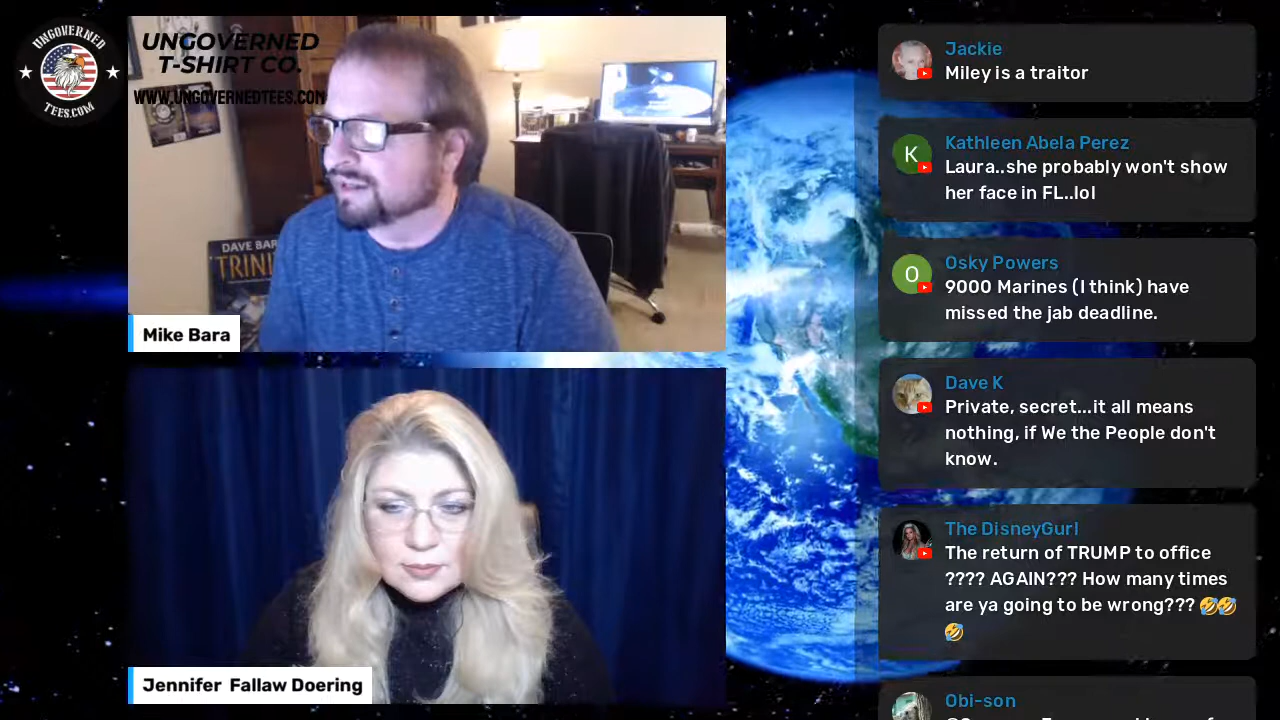 UNGOVERNED
TEES.COM
UNGOVERNED
T-SHIRT CO.
WWW.UNGOVERNEDTEES.COM
DAVE BAR
TRINI
Mike Bara
Jennifer Fallaw Doering
Jackie
Miley is a traitor
K
Kathleen Abela Perez
Laura..she probably won't show
her face in FL..lol
O
Osky Powers
9000 Marines (I think) have
missed the jab deadline.
Dave K
Private, secret...it all means
nothing, if We the People don't
know.
The DisneyGurl
The return of TRUMP to office
???? AGAIN??? How many times
are ya going to be wrong??? 🤣🤣
🤣
Obi-son